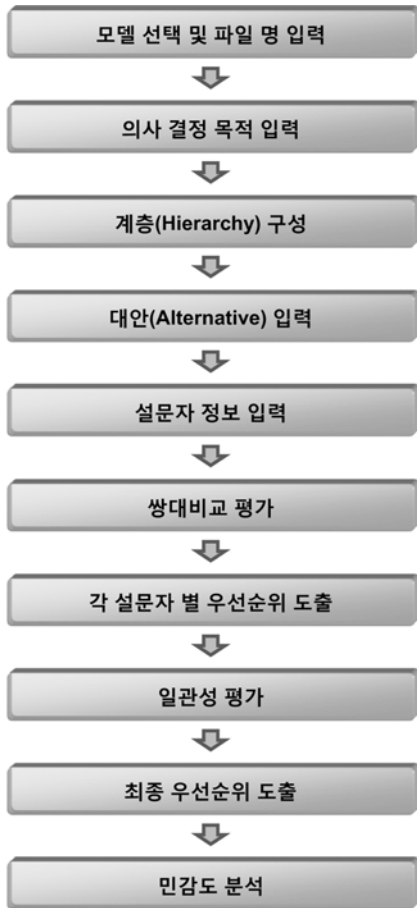 모델 선택 및 파일 명 입력
의사 결정 목적 입력
계층(Hierarchy) 구성
대안(Alternative) 입력
설문자 정보 입력
쌍대비교 평가
각 설문자 별 우선순위 도출
일관성 평가
최종 우선순위 도출
민감도 분석